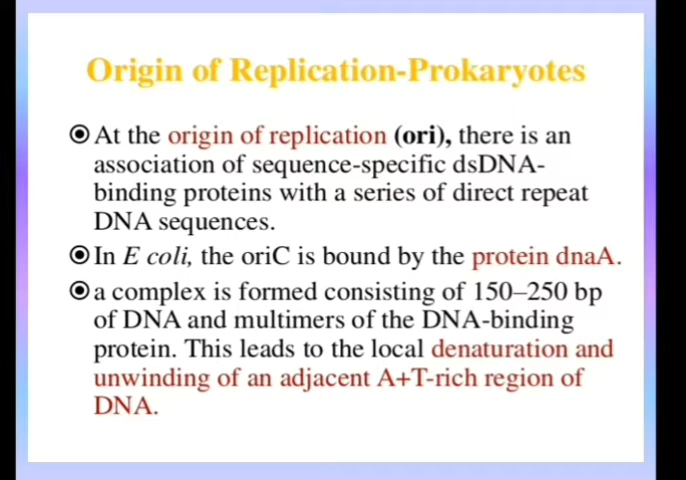 Origin of Replication-Prokaryotes
At the origin of replication (ori), there is an
association of sequence-specific dsDNA-
binding proteins with a series of direct repeat
DNA sequences.
In E coli, the oriC is bound by the protein dnaA.
a complex is formed consisting of 150–250 bp
of DNA and multimers of the DNA-binding
protein. This leads to the local denaturation and
unwinding of an adjacent A+T-rich region of
DNA.